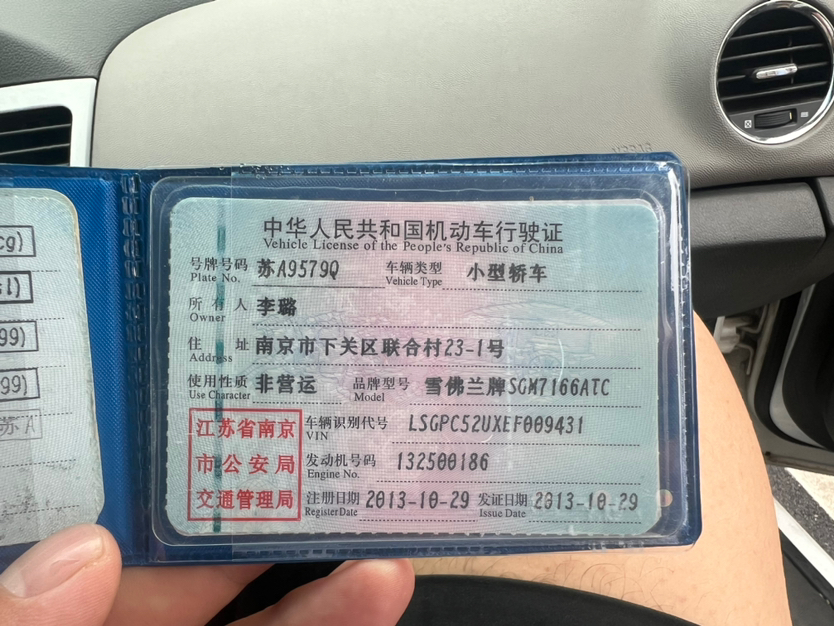 中华人民共和国机动车行驶证
Vehicle License of the People's Republic of China
号牌号码 Plate No. 苏A9579Q 车辆类型 Vehicle Type 小型轿车
所有人 Owner 李璐
住址 Address 南京市下关区联合村23-1号
使用性质 Use Character 非营运 品牌型号 Model 雪佛兰牌SGM7166ATC
江苏省南京市公安局交通管理局
车辆识别代号 VIN LSGPC52UXEF009431
发动机号码 Engine No. 132500186
注册日期 Register Date 2013-10-29 发证日期 Issue Date 2013-10-29
99)
99)
苏A